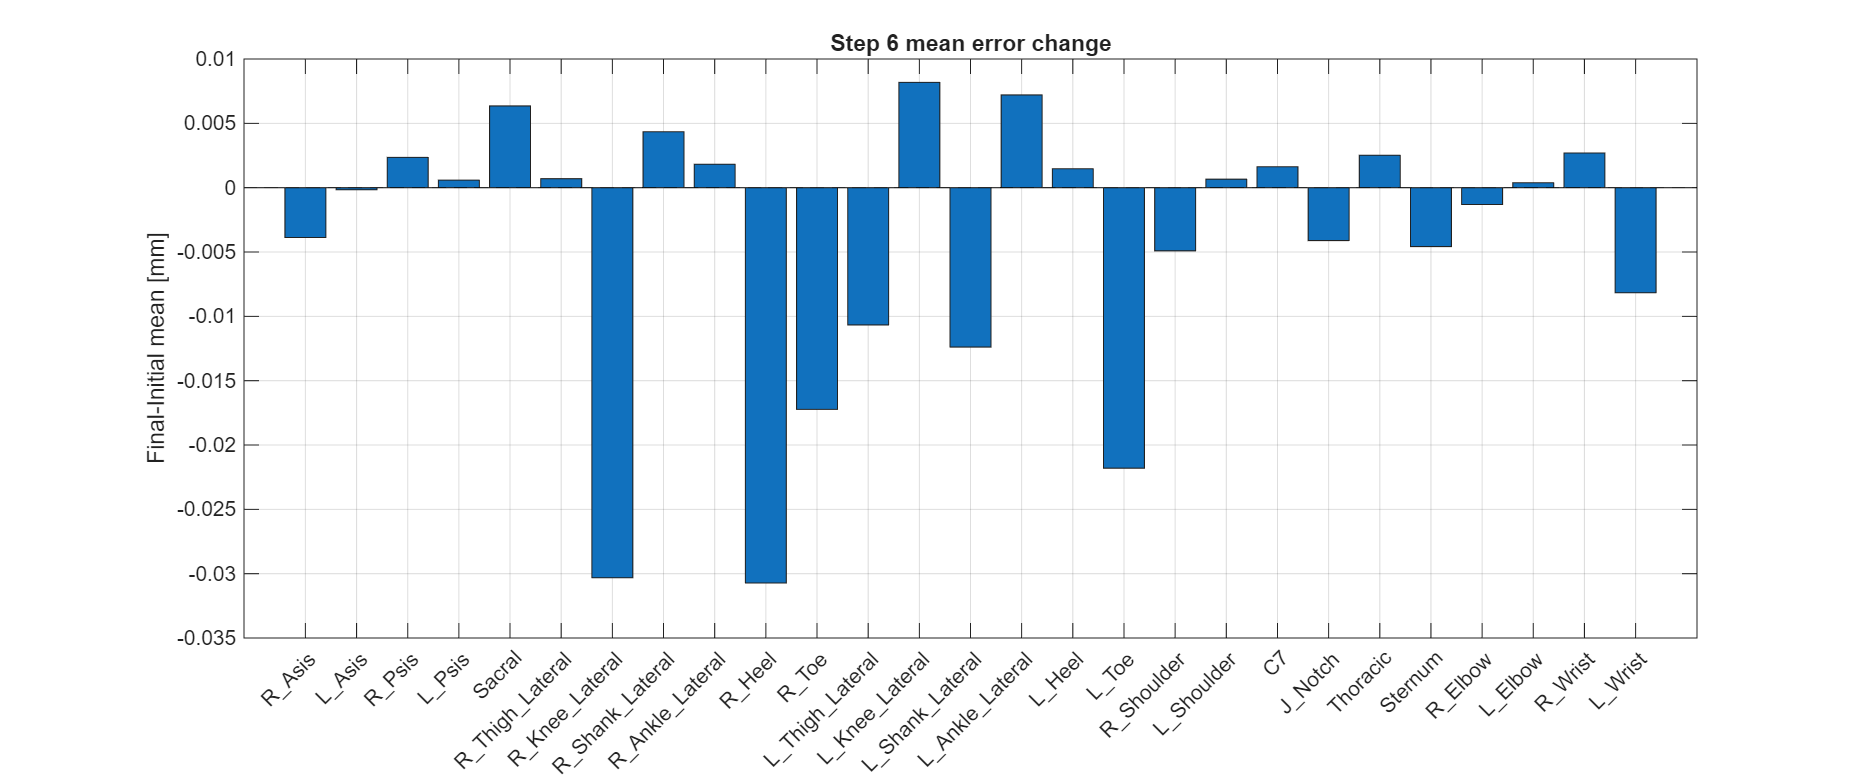 Step 6 mean error change
Final-Initial mean [mm]
0.01
0.005
0
-0.005
-0.01
-0.015
-0.02
-0.025
-0.03
-0.035
R_Asis
L_Asis
R_Psis
L_Psis
Sacral
R_Thigh_Lateral
R_Knee_Lateral
R_Shank_Lateral
R_Ankle_Lateral
R_Heel
R_Toe
L_Thigh_Lateral
L_Knee_Lateral
L_Shank_Lateral
L_Ankle_Lateral
L_Heel
L_Toe
R_Shoulder
L_Shoulder
C7
J_Notch
Thoracic
Sternum
R_Elbow
L_Elbow
R_Wrist
L_Wrist